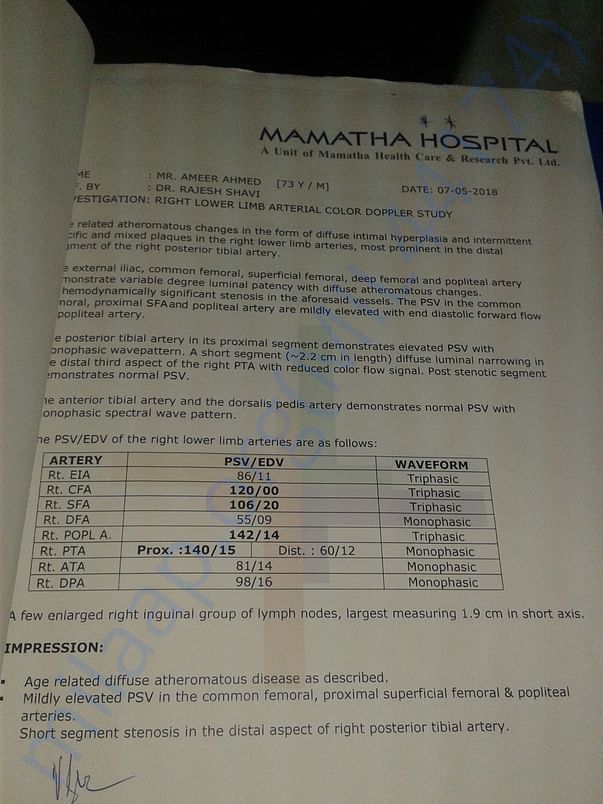 MAMATHA HOSPITAL
A Unit of Mamatha Health Care & Research Pvt. Ltd.
ME : MR. AMEER AHMED [73 Y / M] DATE: 07-05-2018
. BY : DR. RAJESH SHAVI
ESTIGATION: RIGHT LOWER LIMB ARTERIAL COLOR DOPPLER STUDY
e related atheromatous changes in the form of diffuse intimal hyperplasia and intermittent
cific and mixed plaques in the right lower limb arteries, most prominent in the distal
gment of the right posterior tibial artery.
e external iliac, common femoral, superficial femoral, deep femoral and popliteal artery
monstrate variable degree luminal patency with diffuse atheromatous changes.
hemodynamically significant stenosis in the aforesaid vessels. The PSV in the common
moral, proximal SFAand popliteal artery are mildly elevated with end diastolic forward flow
popliteal artery.
e posterior tibial artery in its proximal segment demonstrates elevated PSV with
onophasic wavepattern. A short segment (~2.2 cm in length) diffuse luminal narrowing in
e distal third aspect of the right PTA with reduced color flow signal. Post stenotic segment
emonstrates normal PSV.
he anterior tibial artery and the dorsalis pedis artery demonstrates normal PSV with
onophasic spectral wave pattern.
he PSV/EDV of the right lower limb arteries are as follows:
ARTERY PSV/EDV WAVEFORM
Rt. EIA 86/11 Triphasic
Rt. CFA 120/00 Triphasic
Rt. SFA 106/20 Triphasic
Rt. DFA 55/09 Monophasic
Rt. POPL A. 142/14 Triphasic
Rt. PTA Prox. :140/15 Dist. : 60/12 Monophasic
Rt. ATA 81/14 Monophasic
Rt. DPA 98/16 Monophasic
A few enlarged right inguinal group of lymph nodes, largest measuring 1.9 cm in short axis.
IMPRESSION:
Age related diffuse atheromatous disease as described.
Mildly elevated PSV in the common femoral, proximal superficial femoral & popliteal
arteries.
Short segment stenosis in the distal aspect of right posterior tibial artery.